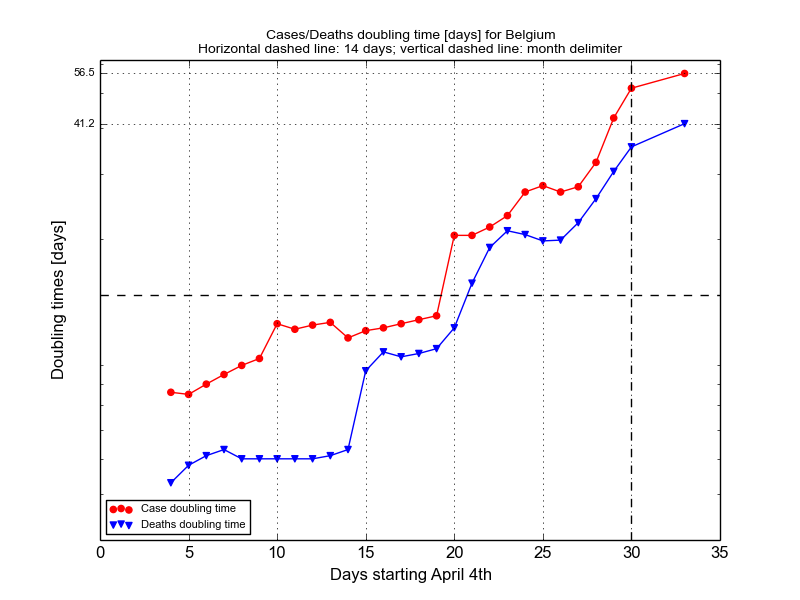 Cases/Deaths doubling time [days] for Belgium
Horizontal dashed line: 14 days; vertical dashed line: month delimiter
56.5
41.2
Doubling times [days]
Case doubling time
Deaths doubling time
0 5 10 15 20 25 30 35
Days starting April 4th